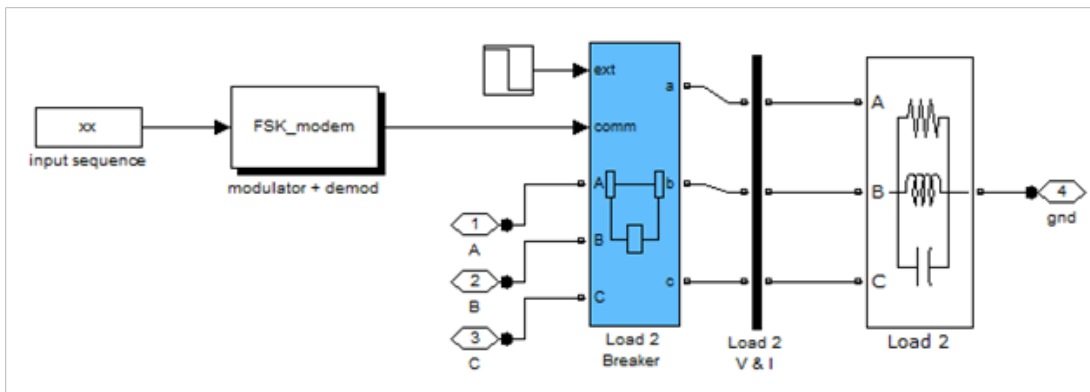 xx
input sequence
FSK_modem
modulator + demod
ext
comm
A
B
C
a
b
c
Load 2
Breaker
1
A
2
B
3
C
Load 2
V & I
A
B
C
Load 2
4
gnd